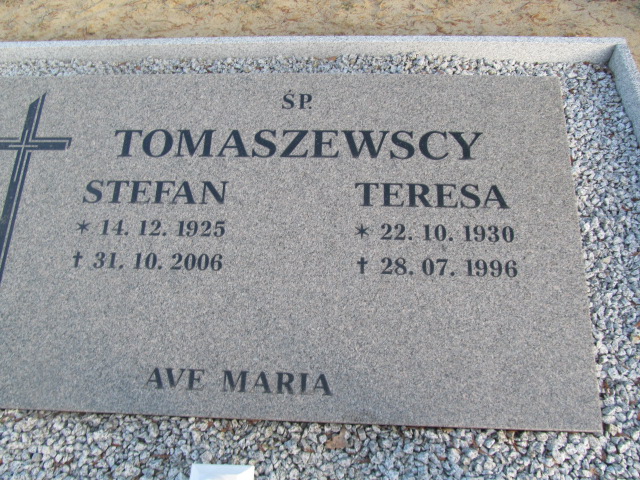 ŚP.
TOMASZEWSCY
STEFAN
* 14. 12. 1925
† 31. 10. 2006
TERESA
* 22. 10. 1930
† 28. 07. 1996
AVE MARIA